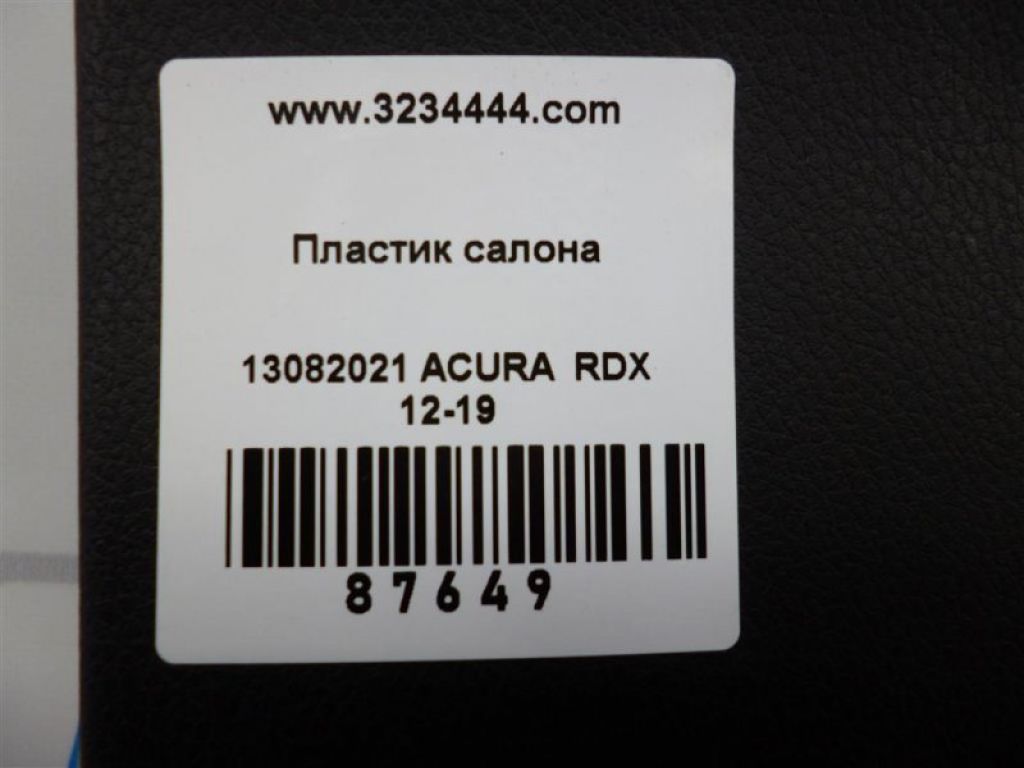 www.3234444.com
Пластик салона
13082021 ACURA RDX
12-19
87649